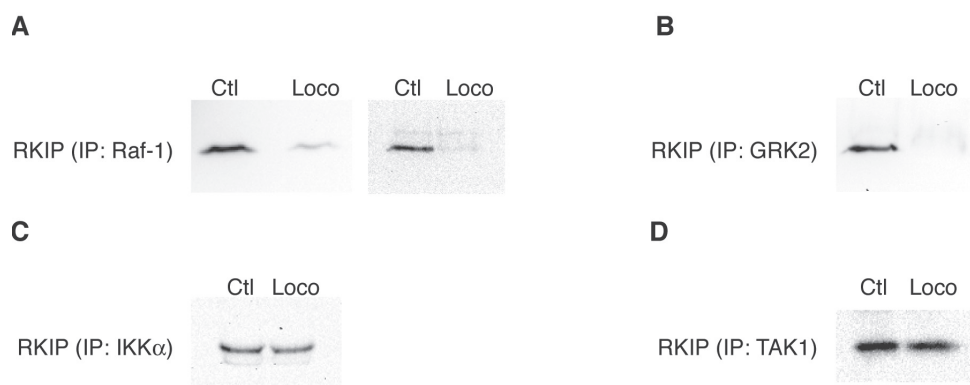 A
Ctl Loco Ctl Loco
RKIP (IP: Raf-1)
B
Ctl Loco
RKIP (IP: GRK2)
C
Ctl Loco
RKIP (IP: IKKα)
D
Ctl Loco
RKIP (IP: TAK1)